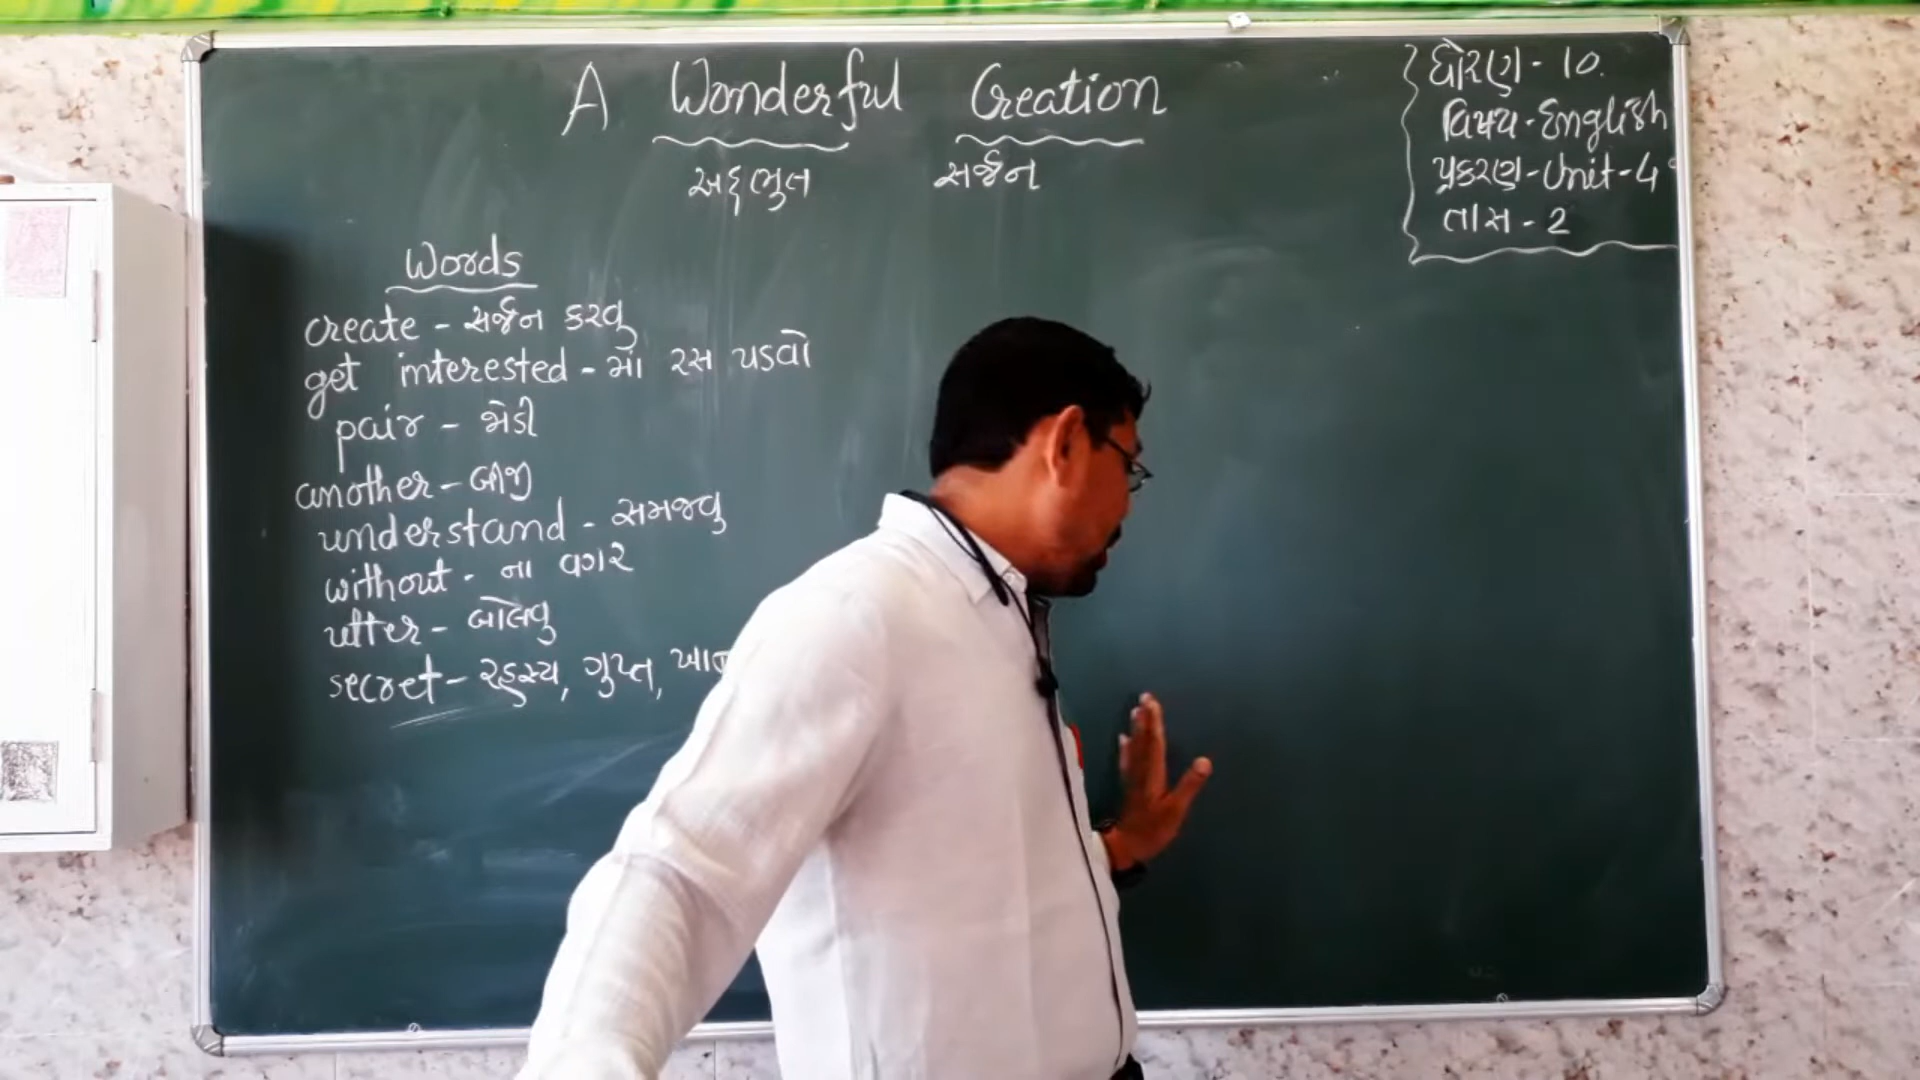 A Wonderful Creation
અદ્દભુત સર્જન
ધોરણ - 10.
વિષય - English
પ્રકરણ - Unit - 4
તાસ - 2
Words
create - સર્જન કરવુ
get interested - માં રસ પડવો
pair - જોડી
another - બીજી
understand - સમજવુ
without - ના વગર
utter - બોલવુ
secret - રહસ્ય, ગુપ્ત,